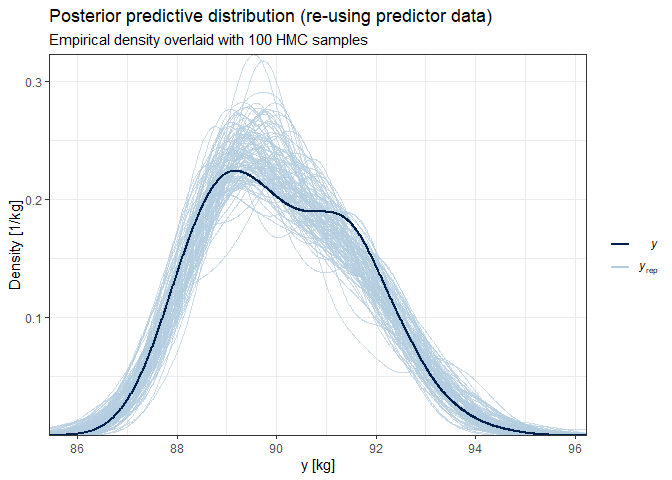 Posterior predictive distribution (re-using predictor data)
Empirical density overlaid with 100 HMC samples
0.3
0.2
0.1
Density [1/kg]
86 88 90 92 94 96
y [kg]
y
y rep